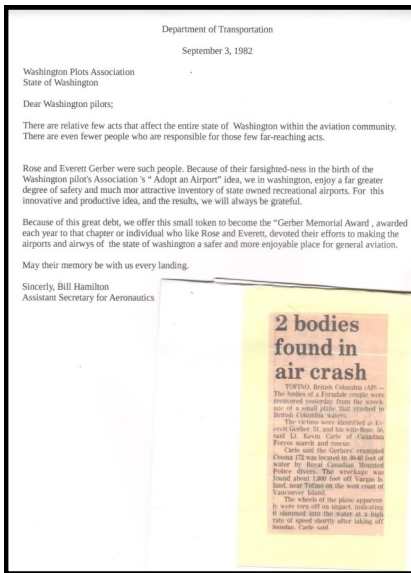 Department of Transportation
September 3, 1982
Washington Plots Association
State of Washington
Dear Washington pilots;
There are relative few acts that affect the entire state of Washington within the aviation community.
There are even fewer people who are responsible for those few far-reaching acts.
Rose and Everett Gerber were such people. Because of their farsighted-ness in the birth of the
Washington pilot's Association 's " Adopt an Airport" idea, we in washington, enjoy a far greater
degree of safety and much mor attractive inventory of state owned recreational airports. For this
innovative and productive idea, and the results, we will always be grateful.
Because of this great debt, we offer this small token to become the "Gerber Memorial Award , awarded
each year to that chapter or individual who like Rose and Everett, devoted their efforts to making the
airports and airwys of the state of washington a safer and more enjoyable place for general aviation.
May their memory be with us every landing.
Sincerly, Bill Hamilton
Assistant Secretary for Aeronautics
2 bodies
found in
air crash
TOFINO, British Columbia (AP) —
The bodies of a Ferndale couple were
recovered yesterday from the wreck-
age of a small plane that crashed in
British Columbia waters.
The victims were identified as Ev-
erett Gerber, 51, and his wife Rose, 50,
said Lt. Kevin Carle of Canadian
Forces search and rescue.
Carle said the Gerbers' crumpled
Cessna 172 was located in 30-40 feet of
water by Royal Canadian Mounted
Police divers. The wreckage was
found about 1,000 feet off Vargas Is-
land, near Tofino on the west coast of
Vancouver Island.
The wheels of the plane apparent-
ly were torn off on impact, indicating
it slammed into the water at a high
rate of speed shortly after taking off
Sunday, Carle said.